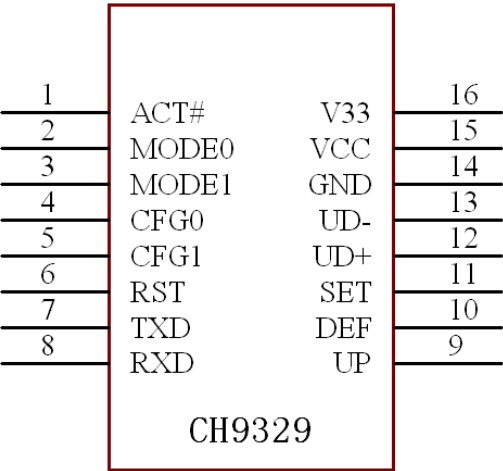 1 ACT# V33 16
2 MODE0 VCC 15
3 MODE1 GND 14
4 CFG0 UD- 13
5 CFG1 UD+ 12
6 RST SET 11
7 TXD DEF 10
8 RXD UP 9
CH9329